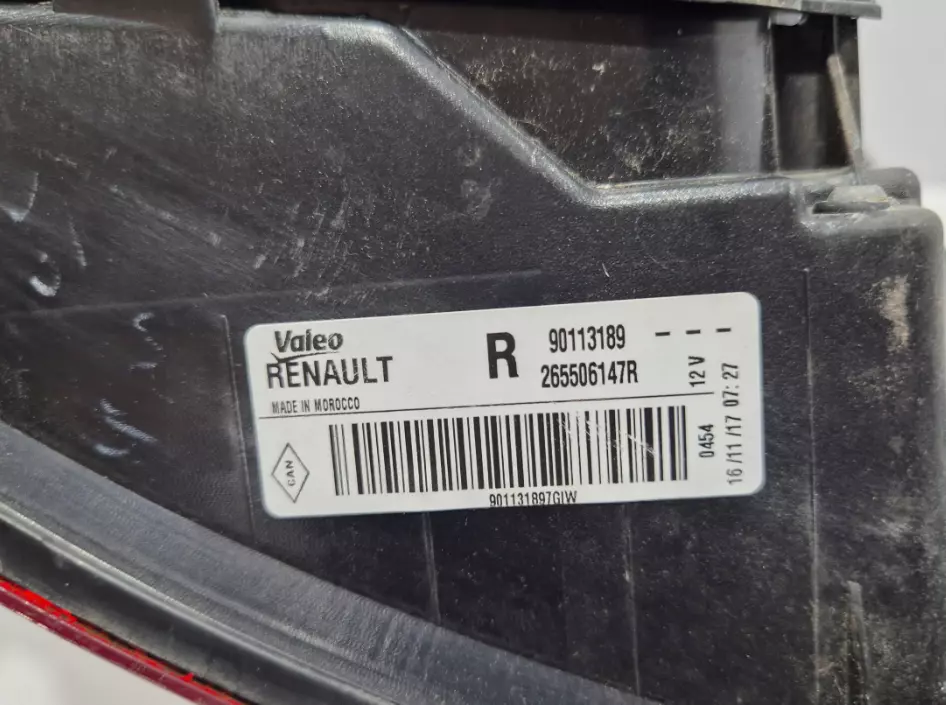 Valeo
RENAULT
MADE IN MOROCCO
R
90113189 - - -
265506147R
12 V
CAN
0454
16/11/17 07:27
901131897GIW